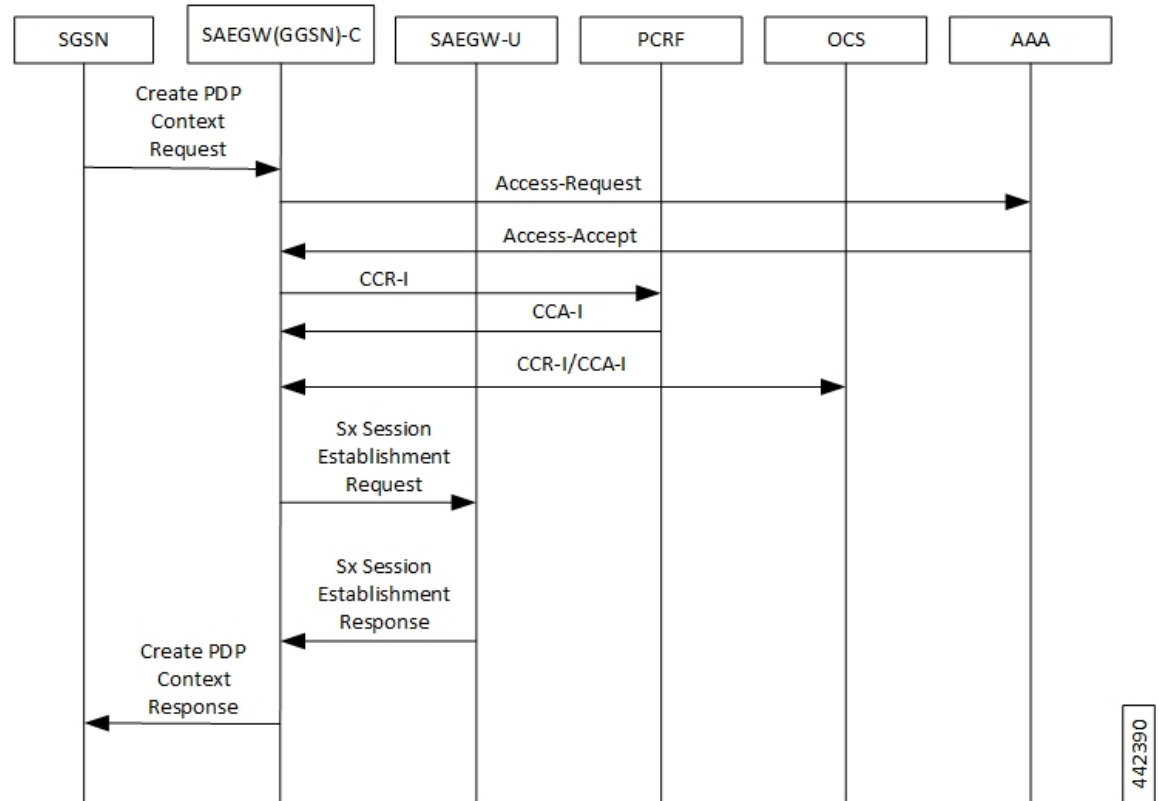 SGSN
SAEGW(GGSN)-C
SAEGW-U
PCRF
OCS
AAA
Create PDP
Context
Request
Access-Request
Access-Accept
CCR-I
CCA-I
CCR-I/CCA-I
Sx Session
Establishment
Request
Sx Session
Establishment
Response
Create PDP
Context
Response
442390